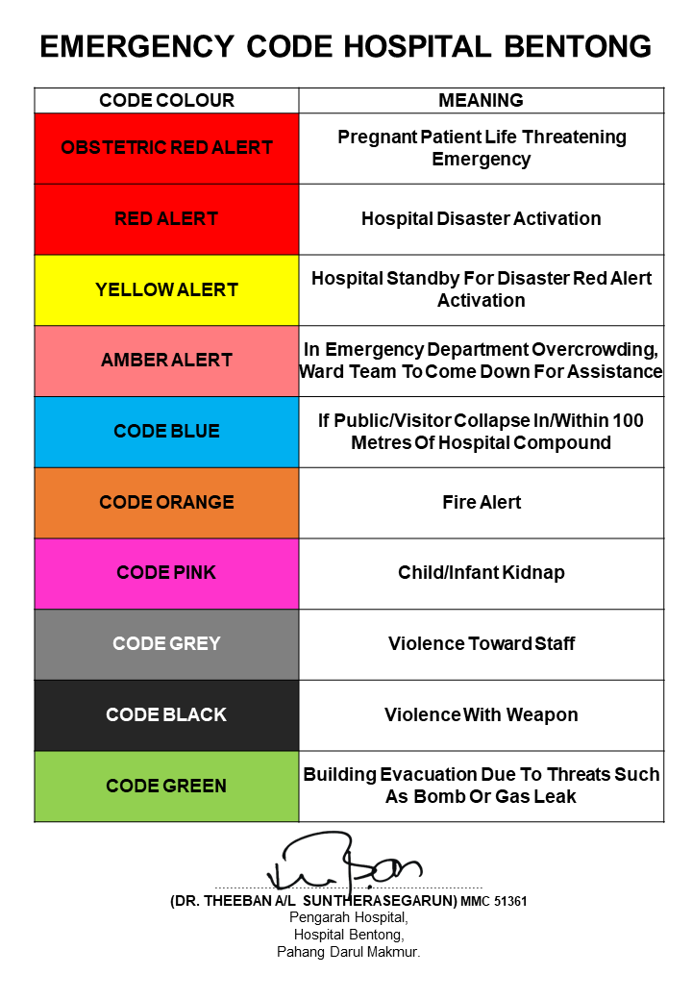 EMERGENCY CODE HOSPITAL BENTONG
CODE COLOUR
MEANING
OBSTETRIC RED ALERT
Pregnant Patient Life Threatening
Emergency
RED ALERT
Hospital Disaster Activation
YELLOW ALERT
Hospital Standby For Disaster Red Alert
Activation
AMBER ALERT
In Emergency Department Overcrowding,
Ward Team To Come Down For Assistance
CODE BLUE
If Public/Visitor Collapse In/Within 100
Metres Of Hospital Compound
CODE ORANGE
Fire Alert
CODE PINK
Child/Infant Kidnap
CODE GREY
Violence Toward Staff
CODE BLACK
Violence With Weapon
CODE GREEN
Building Evacuation Due To Threats Such
As Bomb Or Gas Leak
(DR. THEEBAN A/L SUNTHERASEGARUN) MMC 51361
Pengarah Hospital,
Hospital Bentong,
Pahang Darul Makmur.